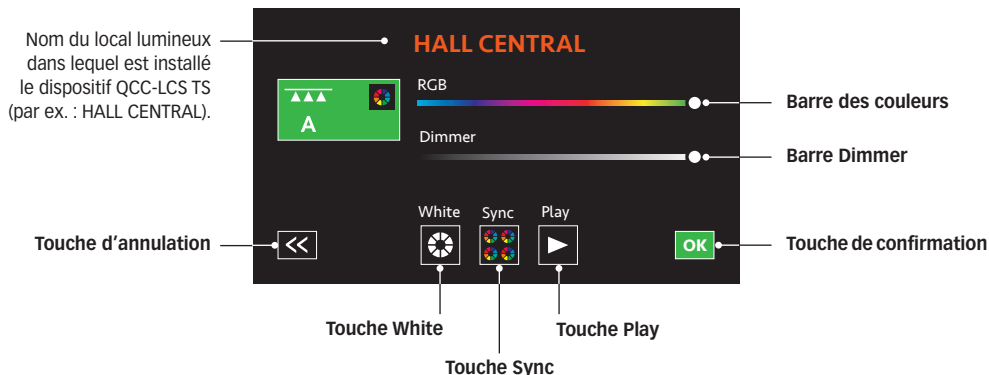 Nom du local lumineux
dans lequel est installé
le dispositif QCC-LCS TS
(par ex. : HALL CENTRAL).
HALL CENTRAL
RGB
A
Dimmer
Barre des couleurs
Barre Dimmer
White Sync Play
Touche d'annulation
OK
Touche de confirmation
Touche White
Touche Play
Touche Sync